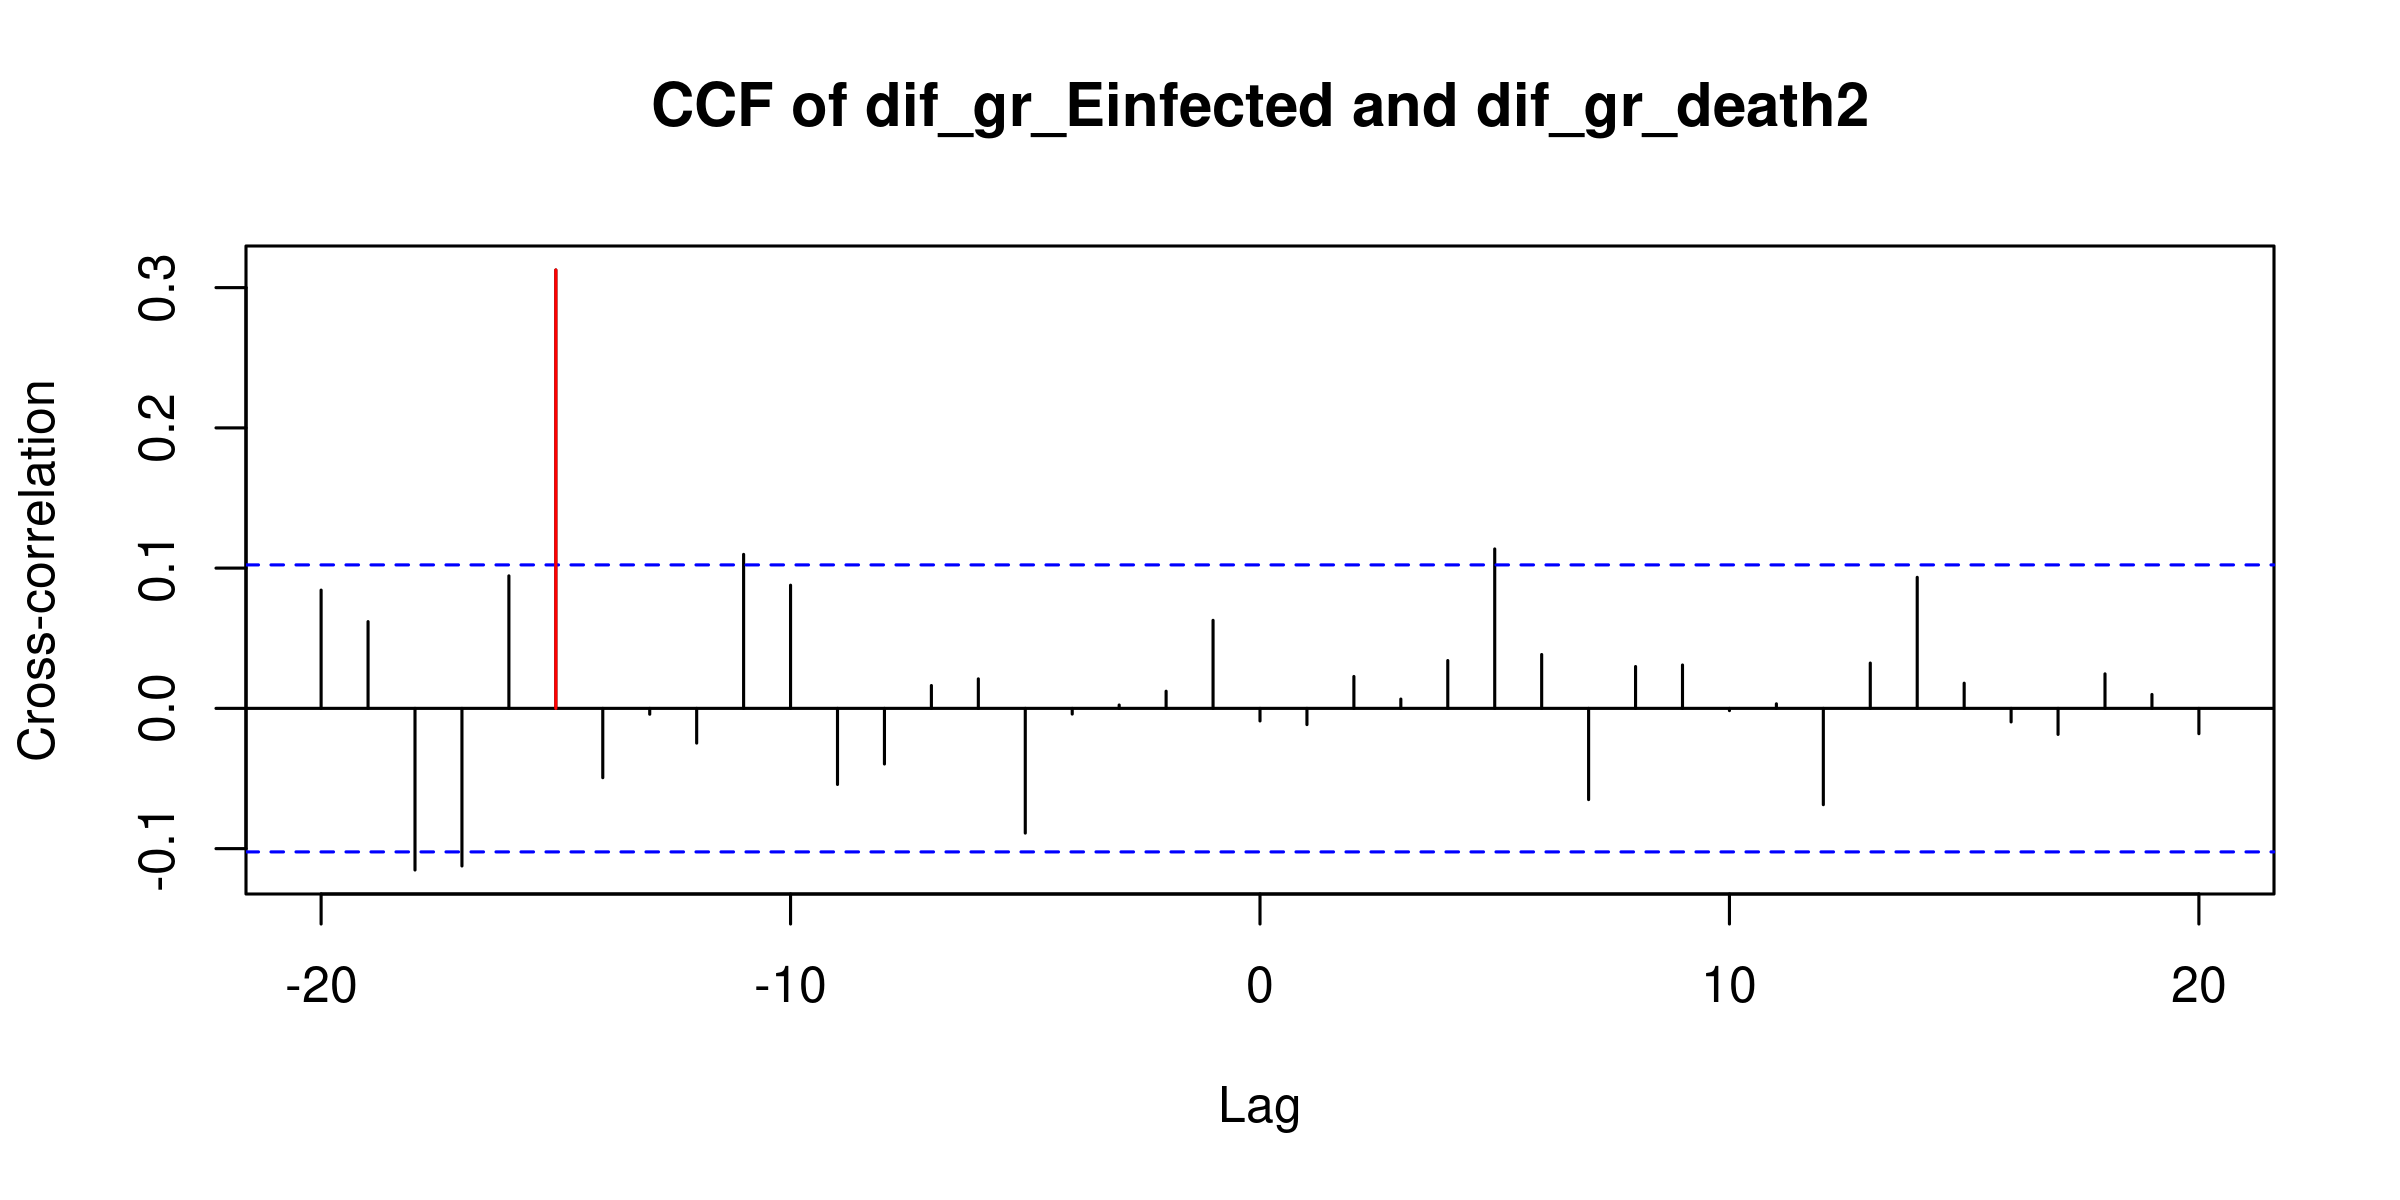 CCF of dif_gr_Einfected and dif_gr_death2
Cross-correlation
0.3
0.2
0.1
0.0
-0.1
-20 -10 0 10 20
Lag